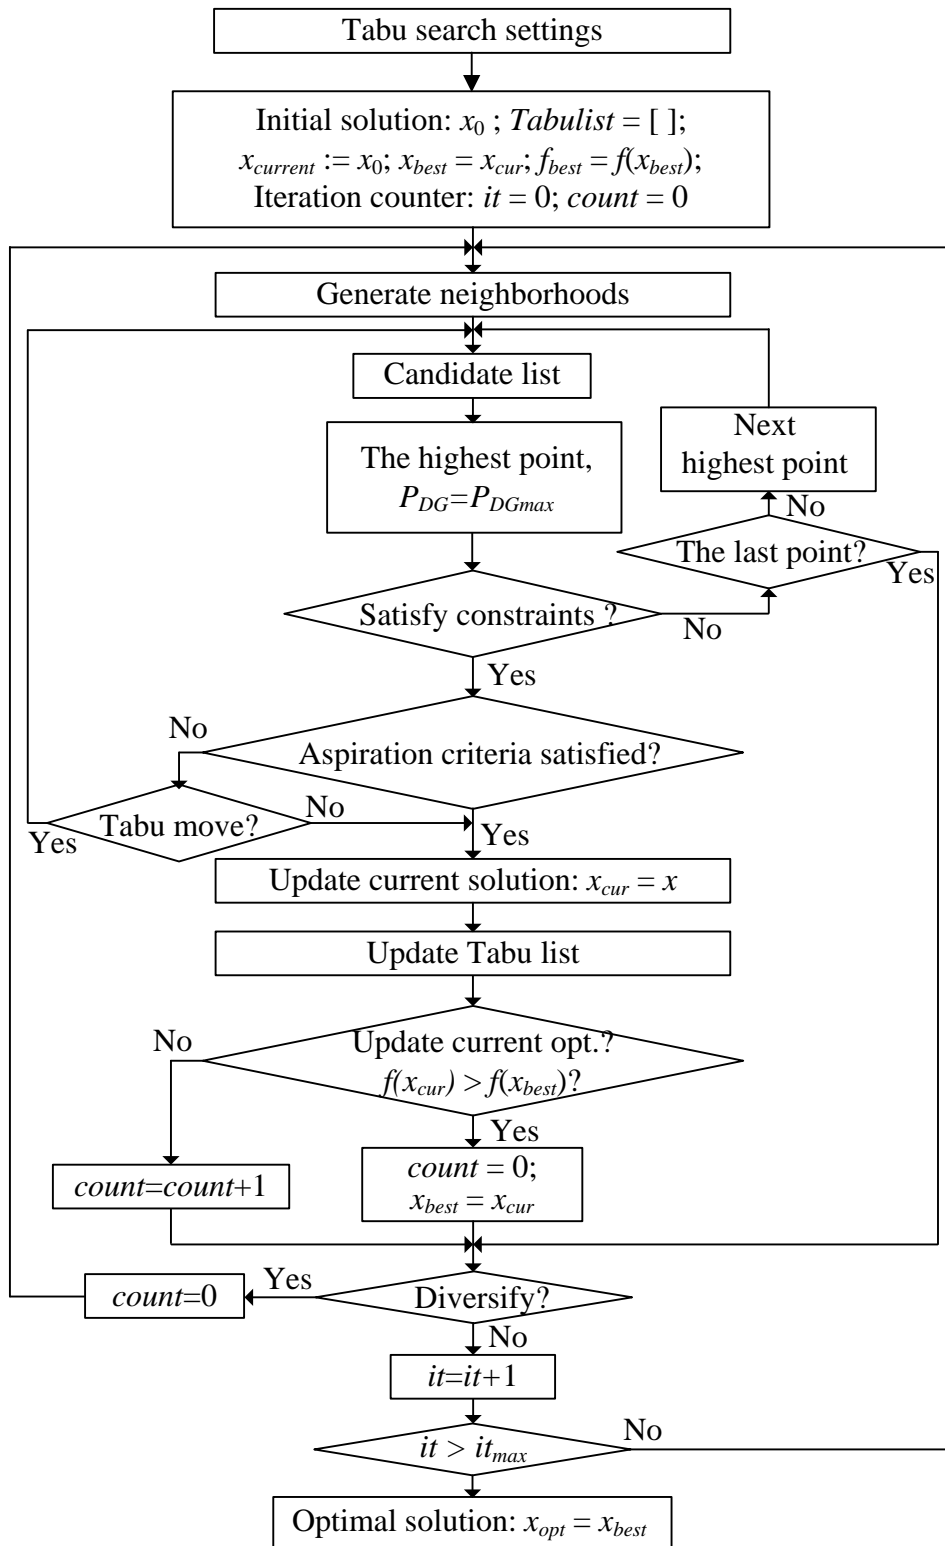 Tabu search settings
Initial solution: x0 ; Tabulist = [ ];
xcurrent := x0; xbest = xcur; fbest = f(xbest);
Iteration counter: it = 0; count = 0
Generate neighborhoods
Candidate list
The highest point,
PDG=PDGmax
Next
highest point
No
The last point?
Yes
Satisfy constraints ?
No
Yes
No
Aspiration criteria satisfied?
Tabu move?
No
Yes
Yes
Update current solution: xcur = x
Update Tabu list
No
Update current opt.?
f(xcur) > f(xbest)?
Yes
count=count+1
count = 0;
xbest = xcur
count=0
Yes
Diversify?
No
it=it+1
it > itmax
No
Optimal solution: xopt = xbest